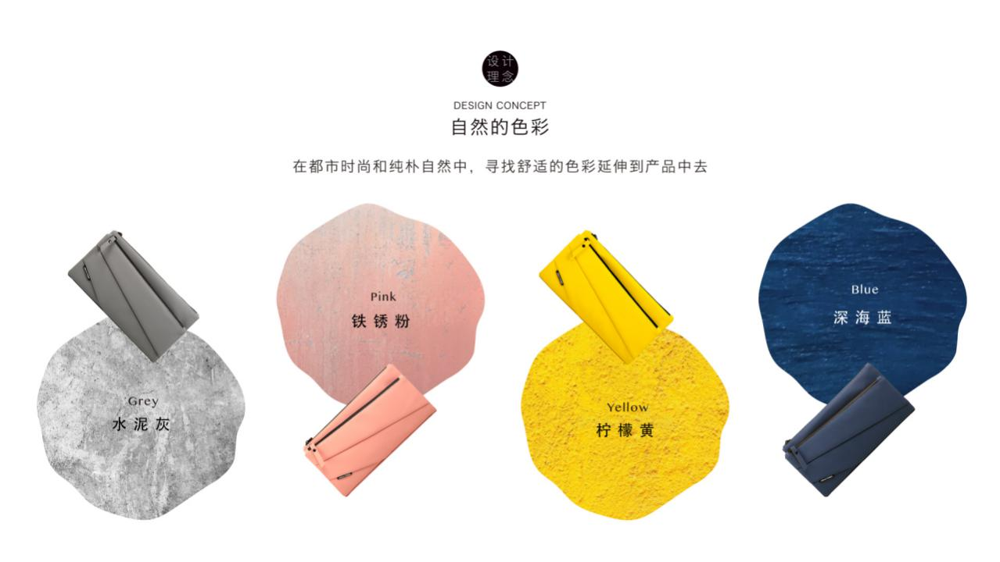 设计
理念
DESIGN CONCEPT
自然的色彩
在都市时尚和纯朴自然中，寻找舒适的色彩延伸到产品中去
Grey
水泥灰
Pink
铁锈粉
Yellow
柠檬黄
Blue
深海蓝